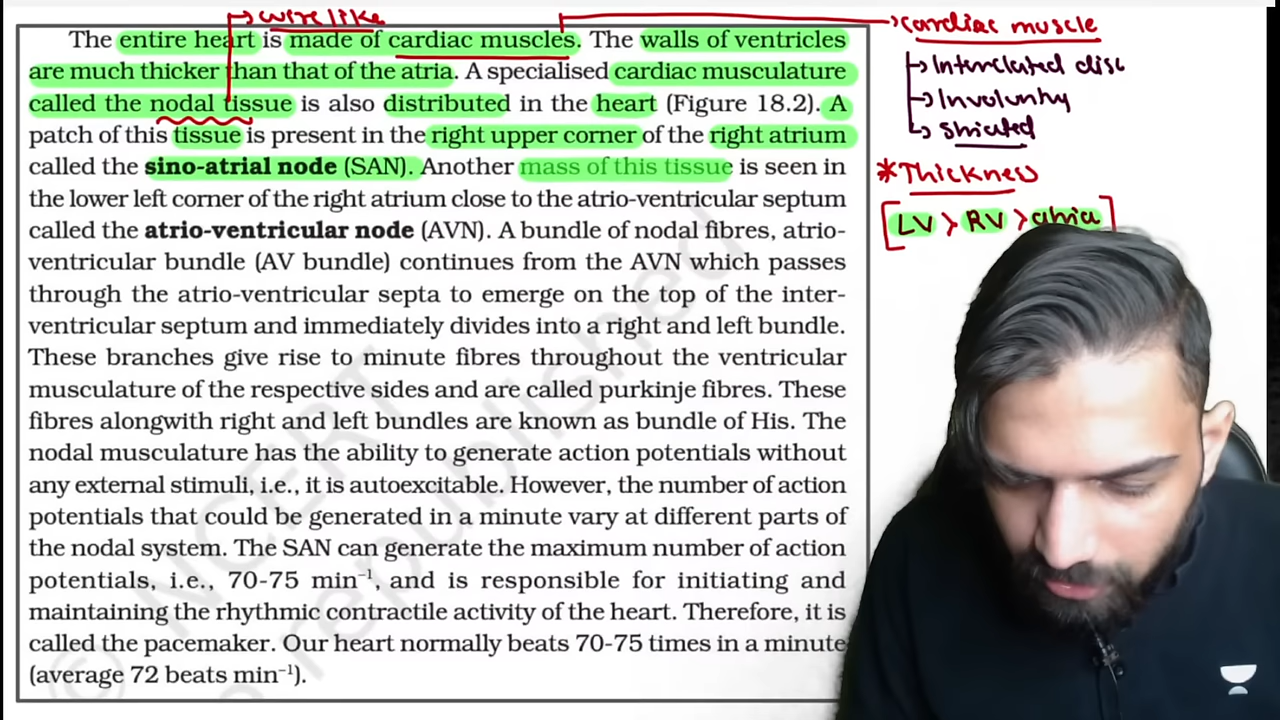 wire like
The entire heart is made of cardiac muscles. The walls of ventricles
are much thicker than that of the atria. A specialised cardiac musculature
called the nodal tissue is also distributed in the heart (Figure 18.2). A
patch of this tissue is present in the right upper corner of the right atrium
called the sino-atrial node (SAN). Another mass of this tissue is seen in
the lower left corner of the right atrium close to the atrio-ventricular septum
called the atrio-ventricular node (AVN). A bundle of nodal fibres, atrio-
ventricular bundle (AV bundle) continues from the AVN which passes
through the atrio-ventricular septa to emerge on the top of the inter-
ventricular septum and immediately divides into a right and left bundle.
These branches give rise to minute fibres throughout the ventricular
musculature of the respective sides and are called purkinje fibres. These
fibres alongwith right and left bundles are known as bundle of His. The
nodal musculature has the ability to generate action potentials without
any external stimuli, i.e., it is autoexcitable. However, the number of action
potentials that could be generated in a minute vary at different parts of
the nodal system. The SAN can generate the maximum number of action
potentials, i.e., 70-75 min⁻¹, and is responsible for initiating and
maintaining the rhythmic contractile activity of the heart. Therefore, it is
called the pacemaker. Our heart normally beats 70-75 times in a minute
(average 72 beats min⁻¹).
cardiac muscle
disc
Striated
*Thickness
[LV > RV > atria]
© NCERT
republished